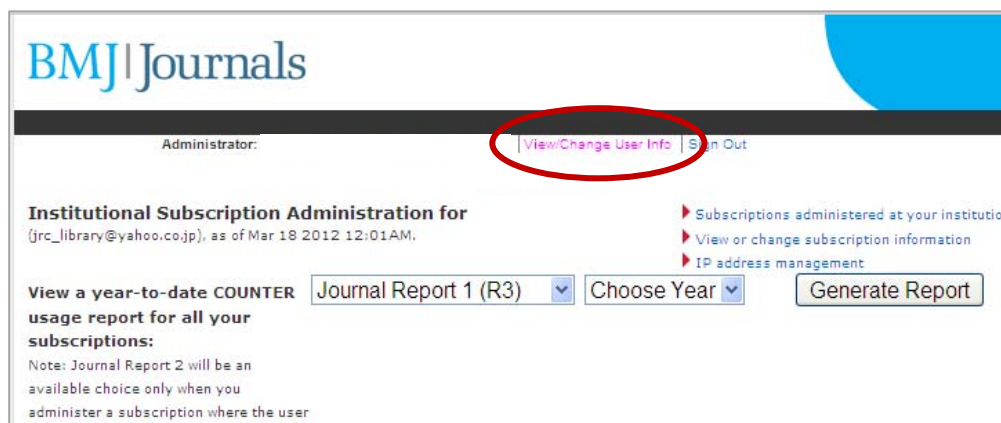 BMJ|Journals
Administrator: |View/Change User Info |Sign Out
Institutional Subscription Administration for
(jrc_library@yahoo.co.jp), as of Mar 18 2012 12:01AM.
Subscriptions administered at your institutio
View or change subscription information
IP address management
View a year-to-date COUNTER
usage report for all your
subscriptions:
Journal Report 1 (R3) Choose Year Generate Report
Note: Journal Report 2 will be an
available choice only when you
administer a subscription where the user